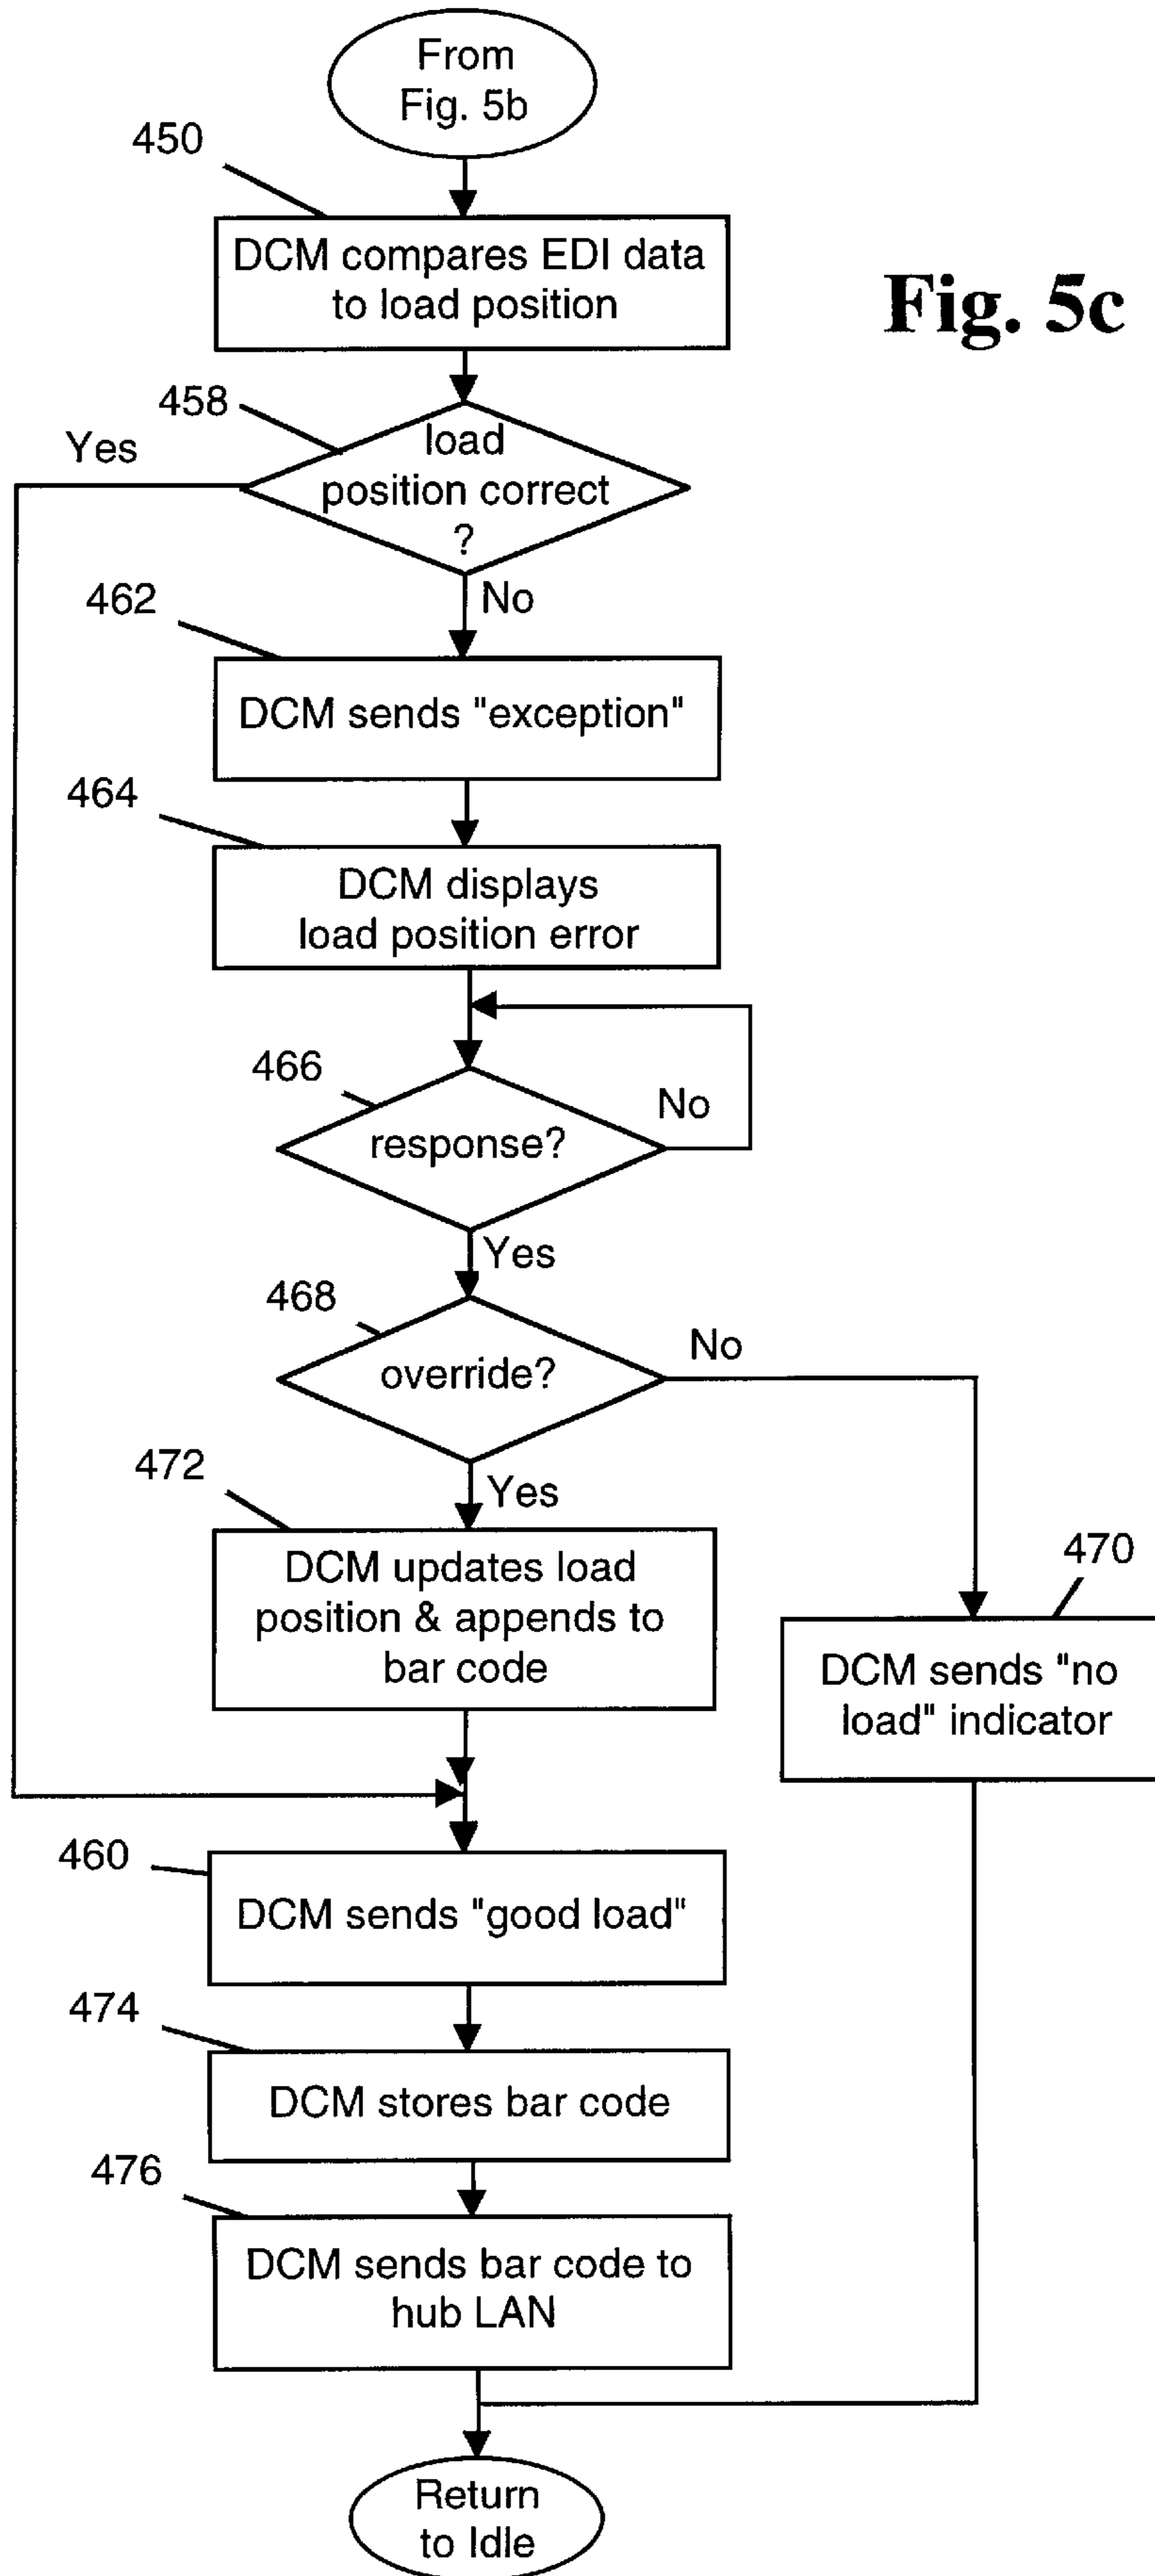 From
Fig. 5b
450
DCM compares EDI data
to load position
Fig. 5c
458
Yes
load
position correct
?
No
462
DCM sends "exception"
464
DCM displays
load position error
466
No
response?
Yes
468
No
override?
472
Yes
DCM updates load
position & appends to
bar code
470
DCM sends "no
load" indicator
460
DCM sends "good load"
474
DCM stores bar code
476
DCM sends bar code to
hub LAN
Return
to Idle